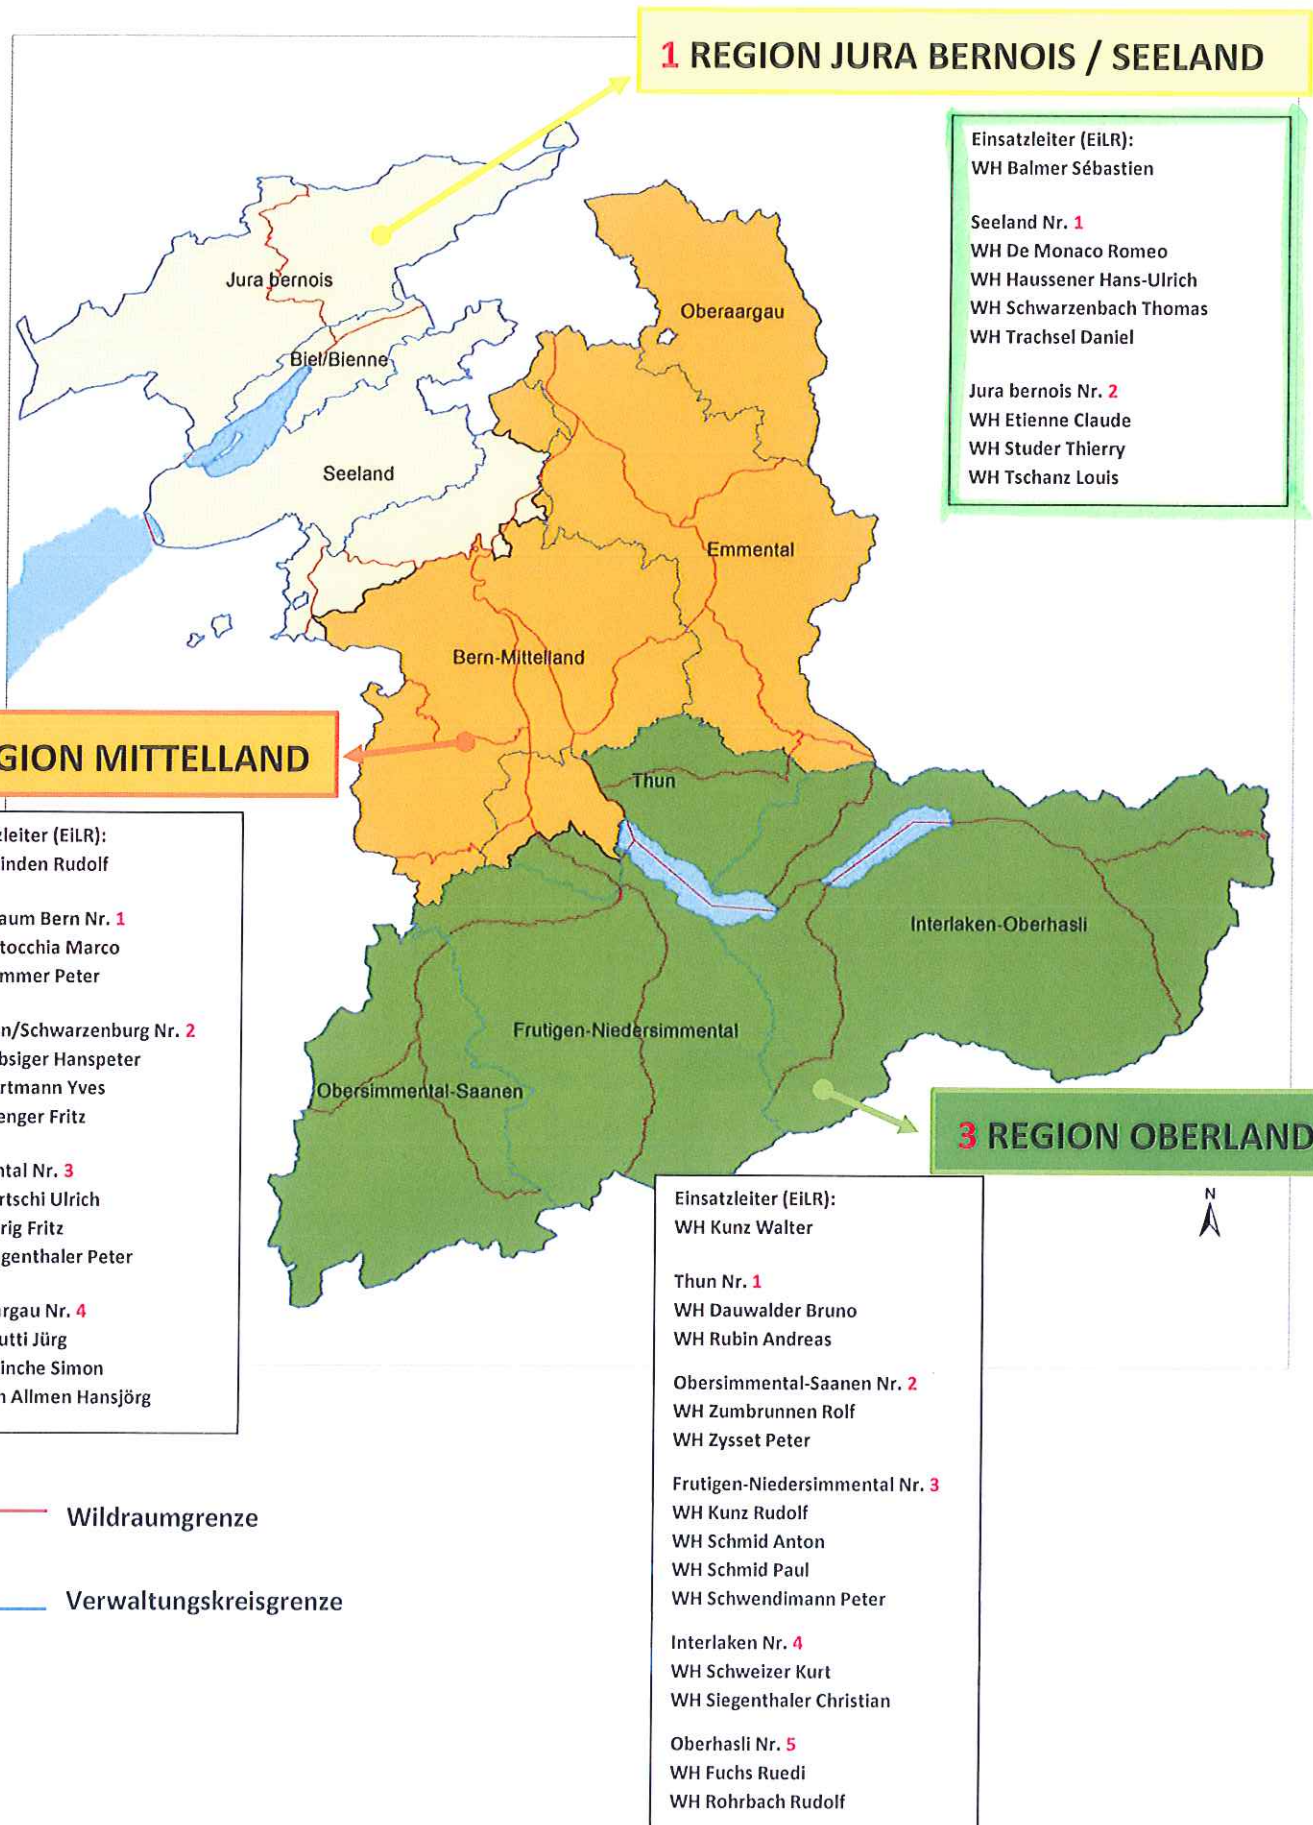 1 REGION JURA BERNOIS / SEELAND
Einsatzleiter (EiLR):
WH Balmer Sébastien
Seeland Nr. 1
WH De Monaco Romeo
WH Haussener Hans-Ulrich
WH Schwarzenbach Thomas
WH Trachsel Daniel
Jura bernois Nr. 2
WH Etienne Claude
WH Studer Thierry
WH Tschanz Louis
Jura bernois
Oberaargau
Biel/Bienne
Seeland
Emmental
Bern-Mittelland
GION MITTELLAND
Thun
Interlaken-Oberhasli
Frutigen-Niedersimmental
Obersimmental-Saanen
zleiter (EiLR):
inden Rudolf
aum Bern Nr. 1
tocchia Marco
mmer Peter
n/Schwarzenburg Nr. 2
bsiger Hanspeter
rtmann Yves
enger Fritz
ntal Nr. 3
rtschi Ulrich
rig Fritz
genthaler Peter
rgau Nr. 4
utti Jürg
inche Simon
n Allmen Hansjörg
3 REGION OBERLAND
N
Einsatzleiter (EiLR):
WH Kunz Walter
Thun Nr. 1
WH Dauwalder Bruno
WH Rubin Andreas
Obersimmental-Saanen Nr. 2
WH Zumbrunnen Rolf
WH Zysset Peter
Frutigen-Niedersimmental Nr. 3
WH Kunz Rudolf
WH Schmid Anton
WH Schmid Paul
WH Schwendimann Peter
Interlaken Nr. 4
WH Schweizer Kurt
WH Siegenthaler Christian
Oberhasli Nr. 5
WH Fuchs Ruedi
WH Rohrbach Rudolf
Wildraumgrenze
Verwaltungskreisgrenze